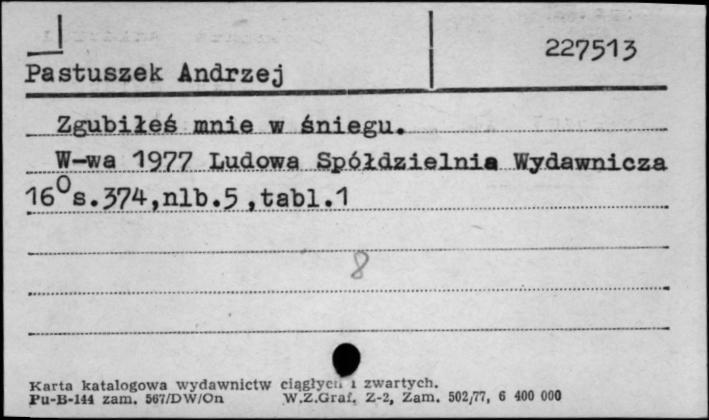 227513
Pastuszek Andrzej
Zgubiłeś mnie w śniegu.
W-wa 1977 Ludowa Spółdzielnia Wydawnicza
16⁰s.374,nlb.5,tabl.1
8
Karta katalogowa wydawnictw ciągłych i zwartych.
Pu-B-144 zam. 567/DW/On W.Z.Graf. Z-2, Zam. 502/77, 6 400 000